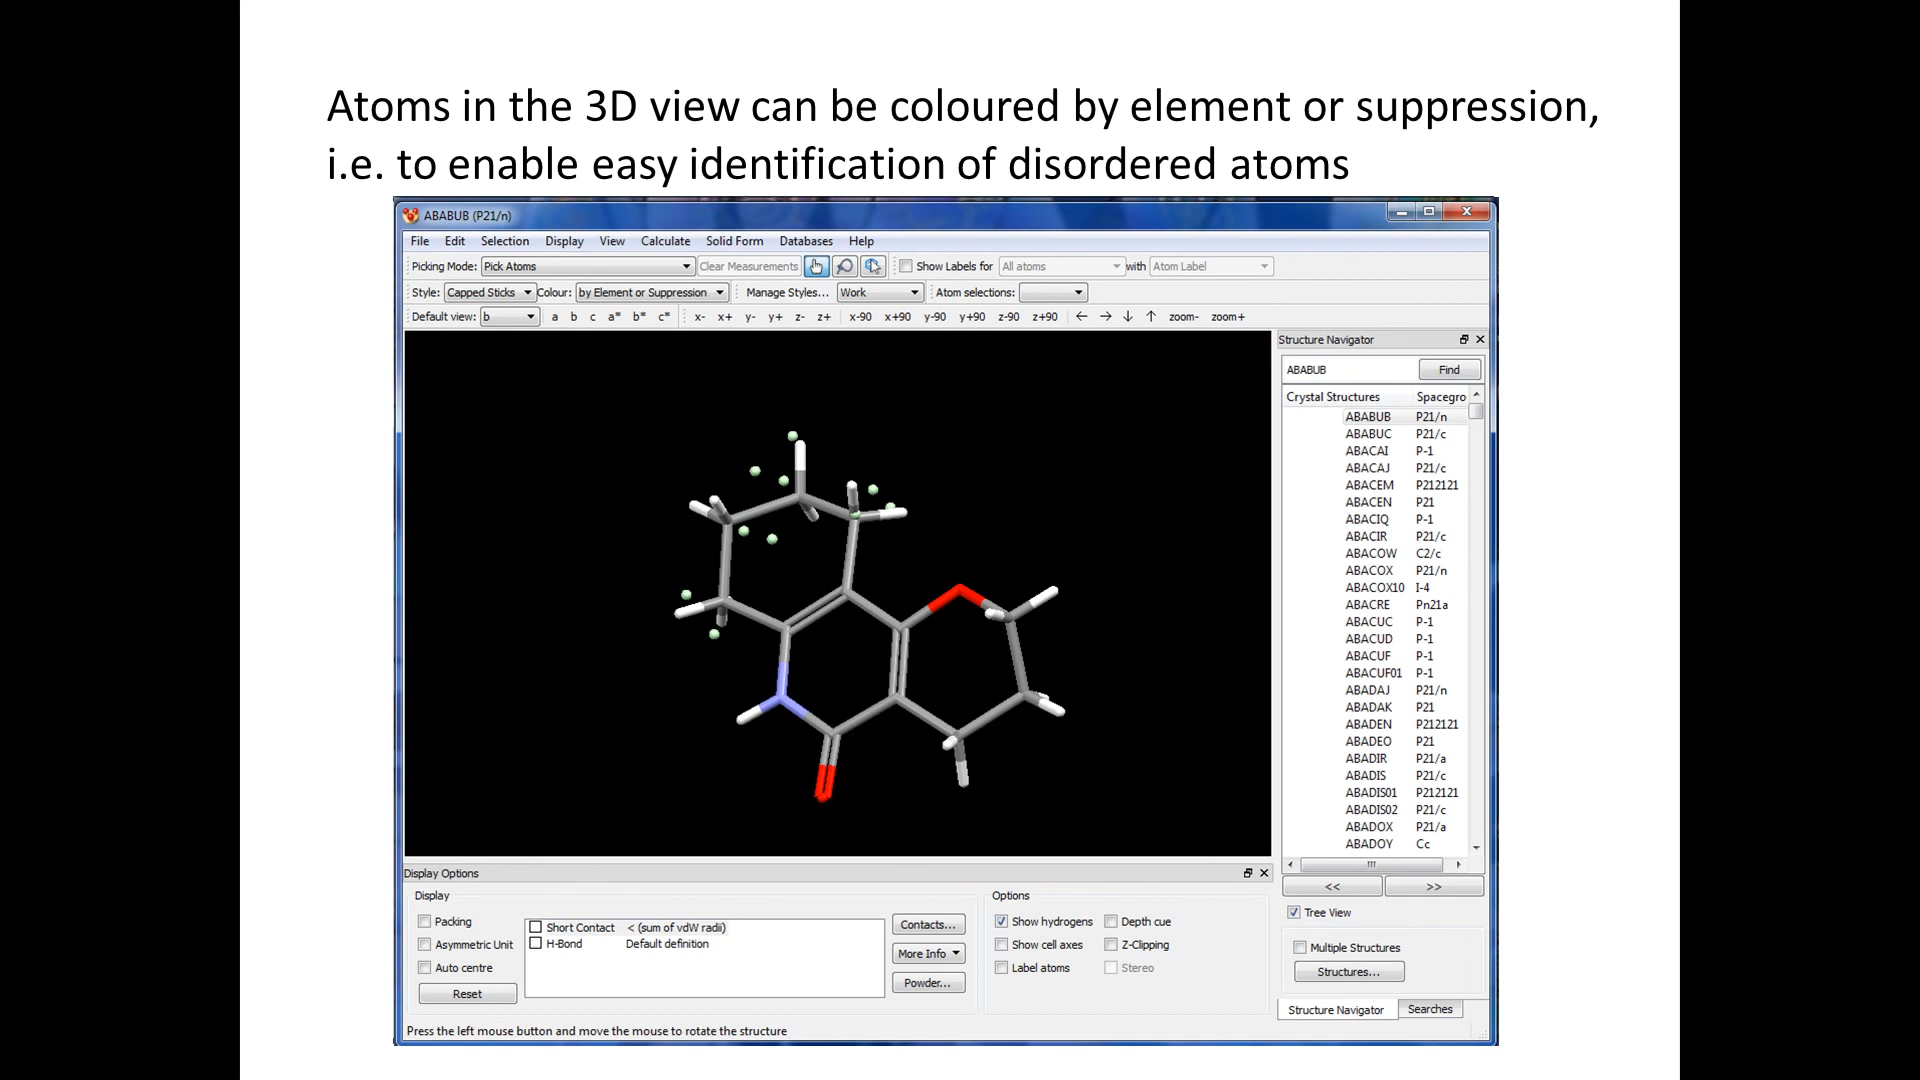 Atoms in the 3D view can be coloured by element or suppression,
i.e. to enable easy identification of disordered atoms
ABABUB (P21/n)
File Edit Selection Display View Calculate Solid Form Databases Help
Picking Mode: Pick Atoms Clear Measurements Show Labels for All atoms with Atom Label
Style: Capped Sticks Colour: by Element or Suppression Manage Styles... Work Atom selections:
Default view: b a b c a* b* c* x- x+ y- y+ z- z+ x-90 x+90 y-90 y+90 z-90 z+90 ← → ↓ ↑ zoom- zoom+
Structure Navigator
ABABUB Find
Crystal Structures Spacegro
ABABUB P21/n
ABABUC P21/c
ABACAI P-1
ABACAJ P21/c
ABACEM P212121
ABACEN P21
ABACIQ P-1
ABACIR P21/c
ABACOW C2/c
ABACOX P21/n
ABACOX10 I-4
ABACRE Pn21a
ABACUC P-1
ABACUD P-1
ABACUF P-1
ABACUF01 P-1
ABADAJ P21/n
ABADAK P21
ABADEN P212121
ABADEO P21
ABADIR P21/a
ABADIS P21/c
ABADIS01 P212121
ABADIS02 P21/c
ABADOX P21/a
ABADOY Cc
<< >>
Tree View
Multiple Structures
Structures...
Structure Navigator Searches
Display Options
Display
Packing
Asymmetric Unit
Auto centre
Reset
Short Contact < (sum of vdW radii)
H-Bond Default definition
Contacts...
More Info
Powder...
Options
Show hydrogens Depth cue
Show cell axes Z-Clipping
Label atoms Stereo
Press the left mouse button and move the mouse to rotate the structure